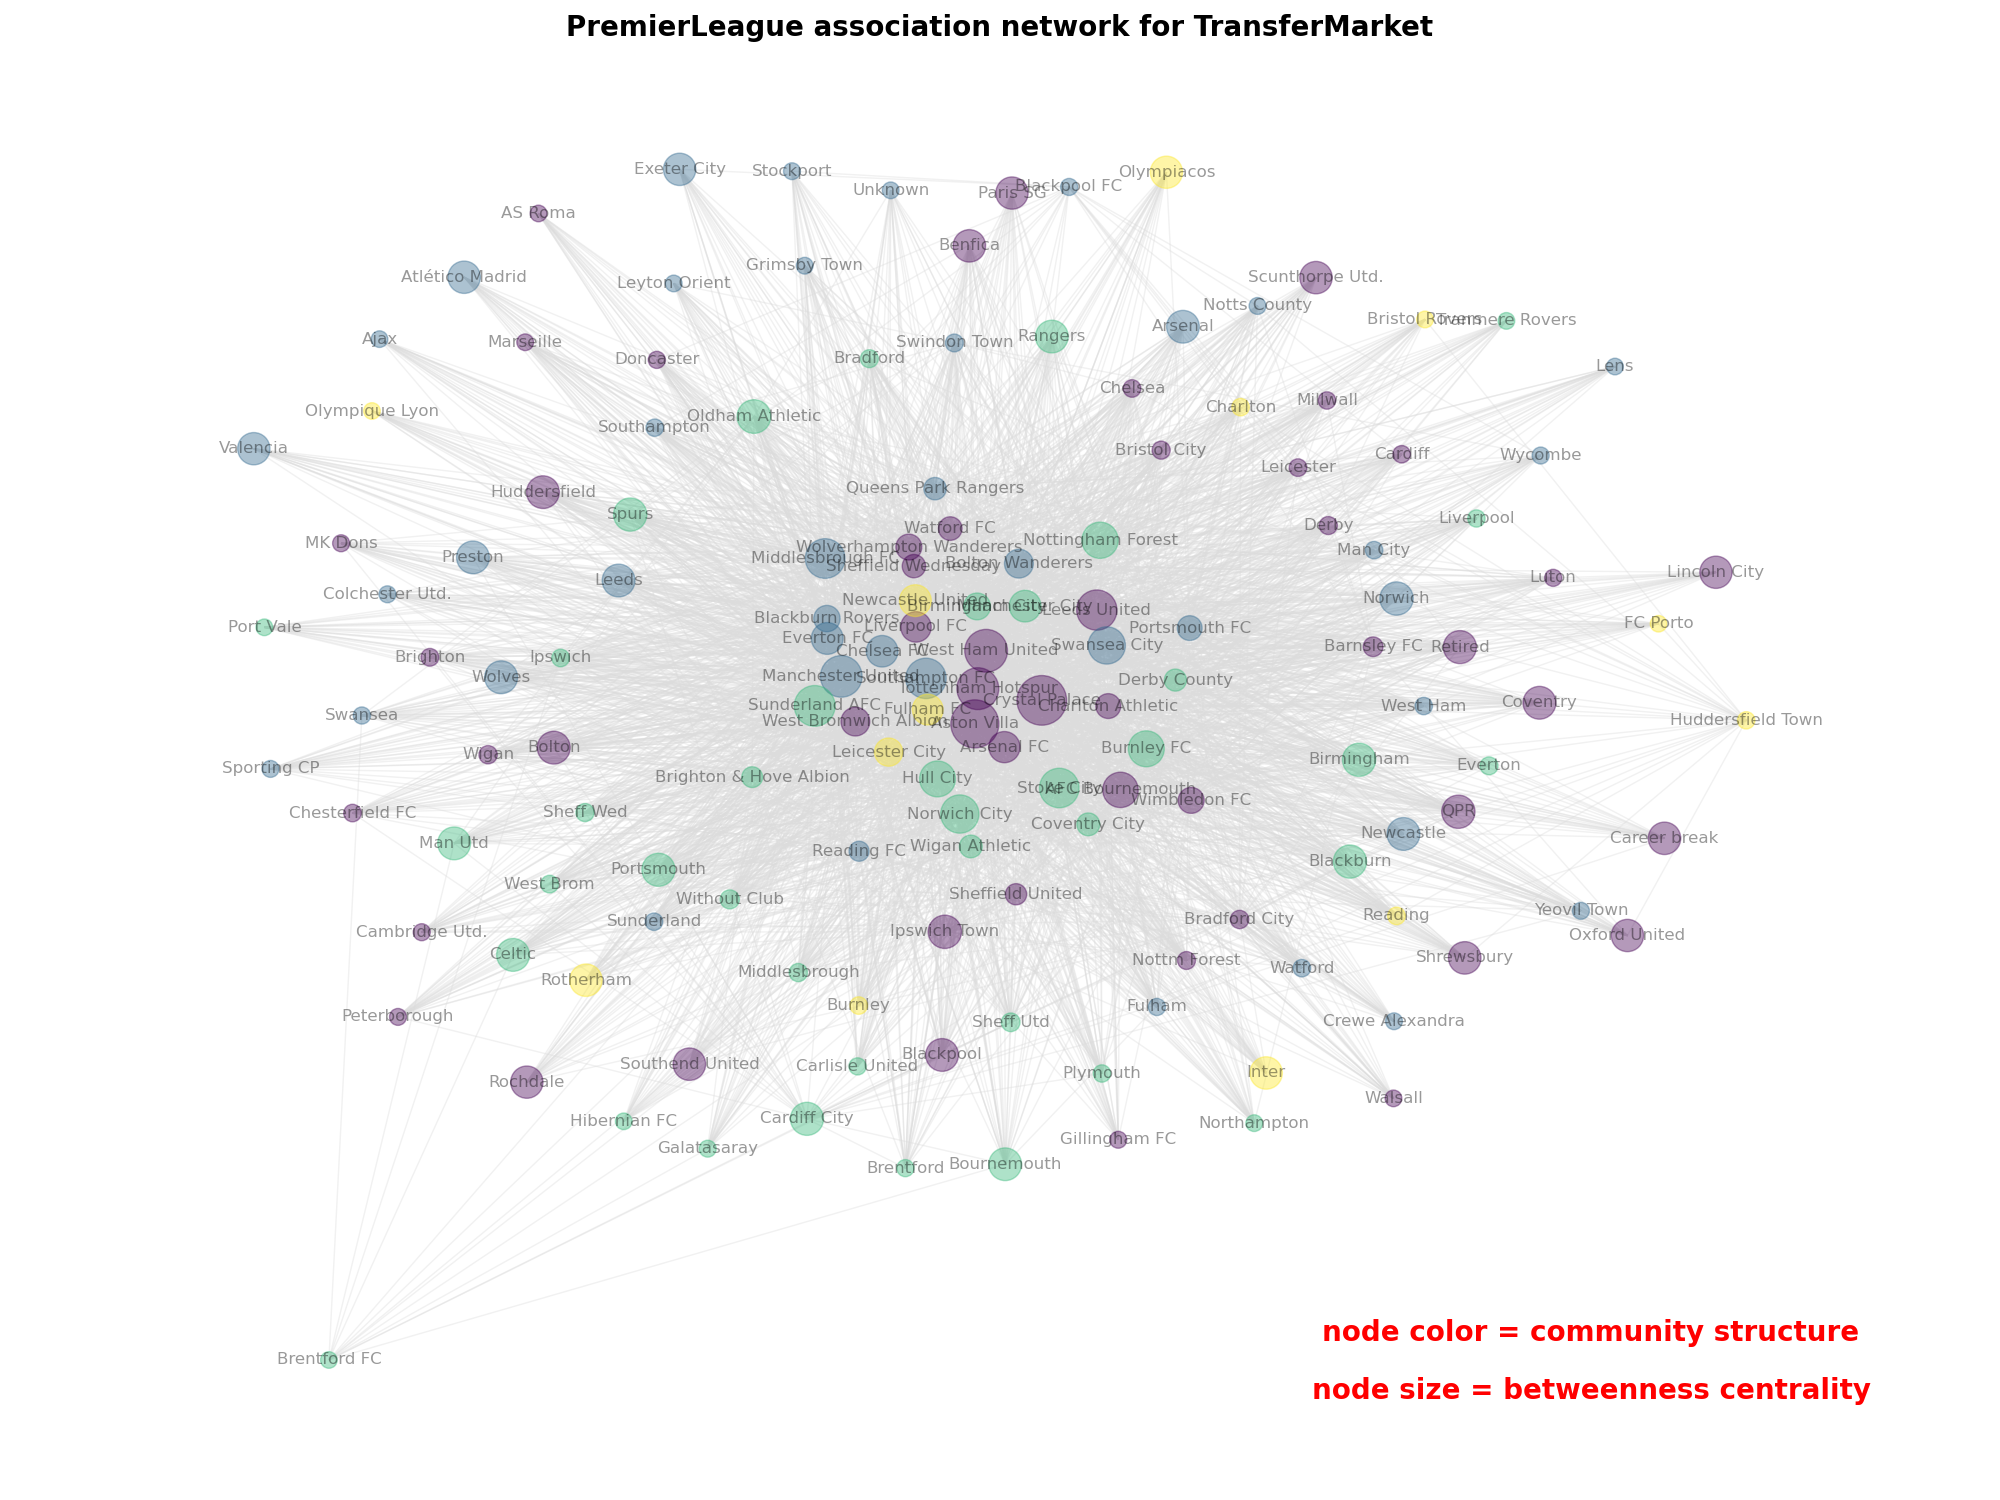 PremierLeague association network for TransferMarket
Exeter City
Stockport
Unknown
Paris SG
Blackpool FC
Olympiacos
AS Roma
Benfica
Grimsby Town
Atlético Madrid
Leyton Orient
Scunthorpe Utd.
Notts County
Ajax
Marseille
Doncaster
Bradford
Swindon Town
Rangers
Arsenal
Bristol Rovers
Tranmere Rovers
Lens
Chelsea
Olympique Lyon
Southampton
Oldham Athletic
Charlton
Millwall
Valencia
Bristol City
Leicester
Cardiff
Wycombe
Huddersfield
Spurs
Queens Park Rangers
Watford FC
Nottingham Forest
Derby
Liverpool
MK Dons
Preston
Middlesbrough FC
Wolverhampton Wanderers
Sheffield Wednesday
Bolton Wanderers
Man City
Leeds
Luton
Lincoln City
Colchester Utd.
Newcastle United
Birmingham City
Manchester City
Leeds United
Norwich
Port Vale
Blackburn Rovers
Liverpool FC
Portsmouth FC
FC Porto
Everton FC
Brighton
Ipswich
Chelsea FC
West Ham United
Swansea City
Barnsley FC
Retired
Wolves
Manchester United
Southampton FC
Tottenham Hotspur
Derby County
Sunderland AFC
Fulham FC
Crystal Palace
Charlton Athletic
West Ham
Coventry
Swansea
West Bromwich Albion
Aston Villa
Huddersfield Town
Wigan
Bolton
Leicester City
Arsenal FC
Burnley FC
Birmingham
Everton
Sporting CP
Brighton & Hove Albion
Hull City
Stoke City
AFC Bournemouth
Wimbledon FC
Chesterfield FC
Sheff Wed
Norwich City
Coventry City
QPR
Newcastle
Career break
Man Utd
Reading FC
Wigan Athletic
Blackburn
Portsmouth
West Brom
Without Club
Sheffield United
Sunderland
Bradford City
Reading
Yeovil Town
Cambridge Utd.
Ipswich Town
Oxford United
Celtic
Nottm Forest
Shrewsbury
Rotherham
Middlesbrough
Watford
Peterborough
Burnley
Sheff Utd
Fulham
Crewe Alexandra
Southend United
Carlisle United
Blackpool
Plymouth
Inter
Rochdale
Walsall
Hibernian FC
Cardiff City
Northampton
Galatasaray
Gillingham FC
Brentford
Bournemouth
Brentford FC
node color = community structure
node size = betweenness centrality